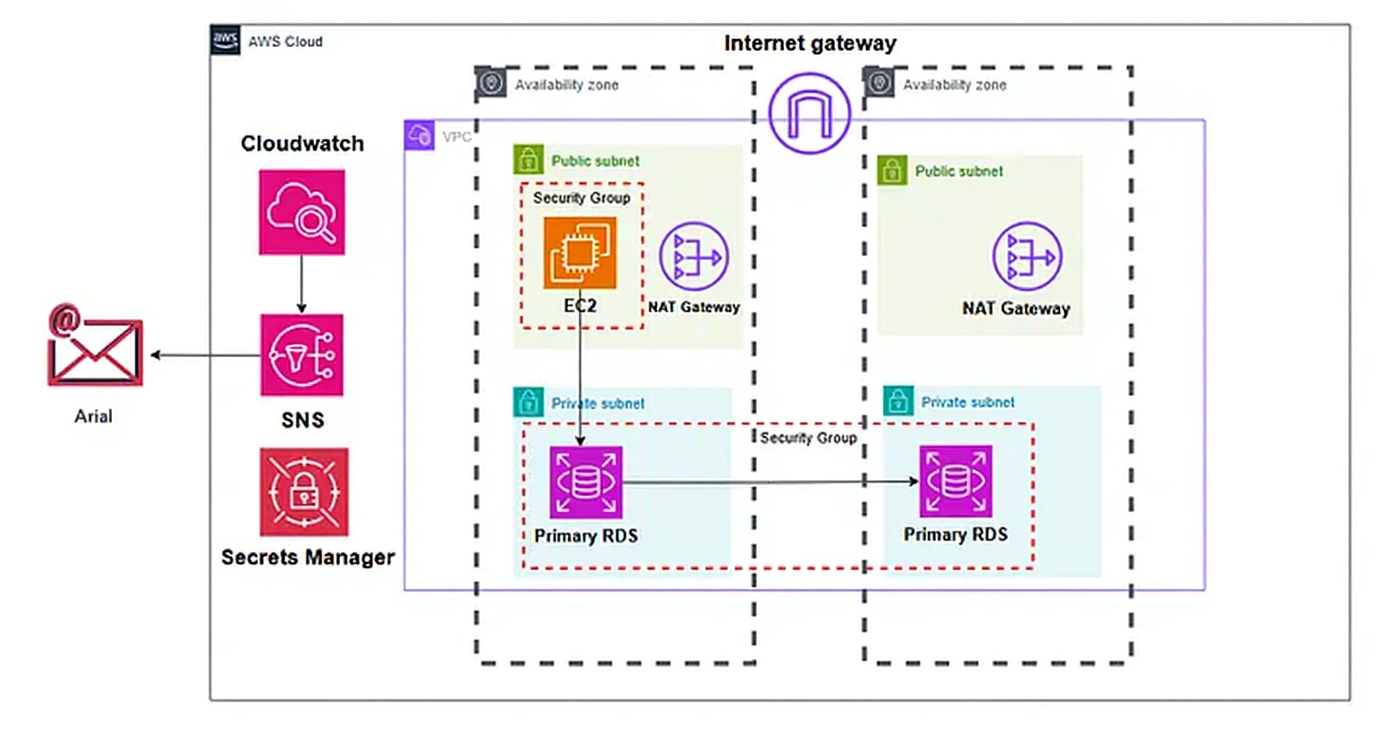 aws
AWS Cloud
Internet gateway
Availability zone
Availability zone
Cloudwatch
VPC
Public subnet
Public subnet
Security Group
EC2
NAT Gateway
NAT Gateway
@
Arial
SNS
Private subnet
Private subnet
Security Group
Primary RDS
Primary RDS
Secrets Manager